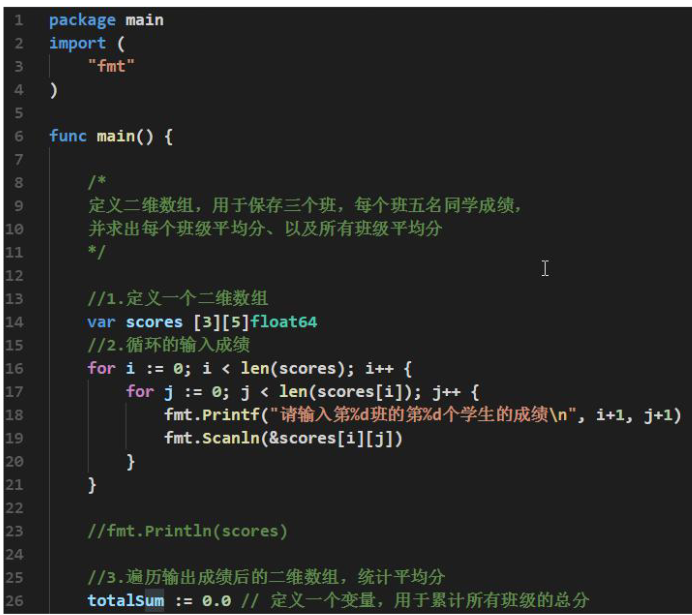 1 package main
2 import (
3 "fmt"
4 )
5
6 func main() {
7
8 /*
9 定义二维数组，用于保存三个班，每个班五名同学成绩，
10 并求出每个班级平均分、以及所有班级平均分
11 */
12
13 //1.定义一个二维数组
14 var scores [3][5]float64
15 //2.循环的输入成绩
16 for i := 0; i < len(scores); i++ {
17 for j := 0; j < len(scores[i]); j++ {
18 fmt.Printf("请输入第%d班的第%d个学生的成绩\n", i+1, j+1)
19 fmt.Scanln(&scores[i][j])
20 }
21 }
22
23 //fmt.Println(scores)
24
25 //3.遍历输出成绩后的二维数组，统计平均分
26 totalSum := 0.0 // 定义一个变量，用于累计所有班级的总分